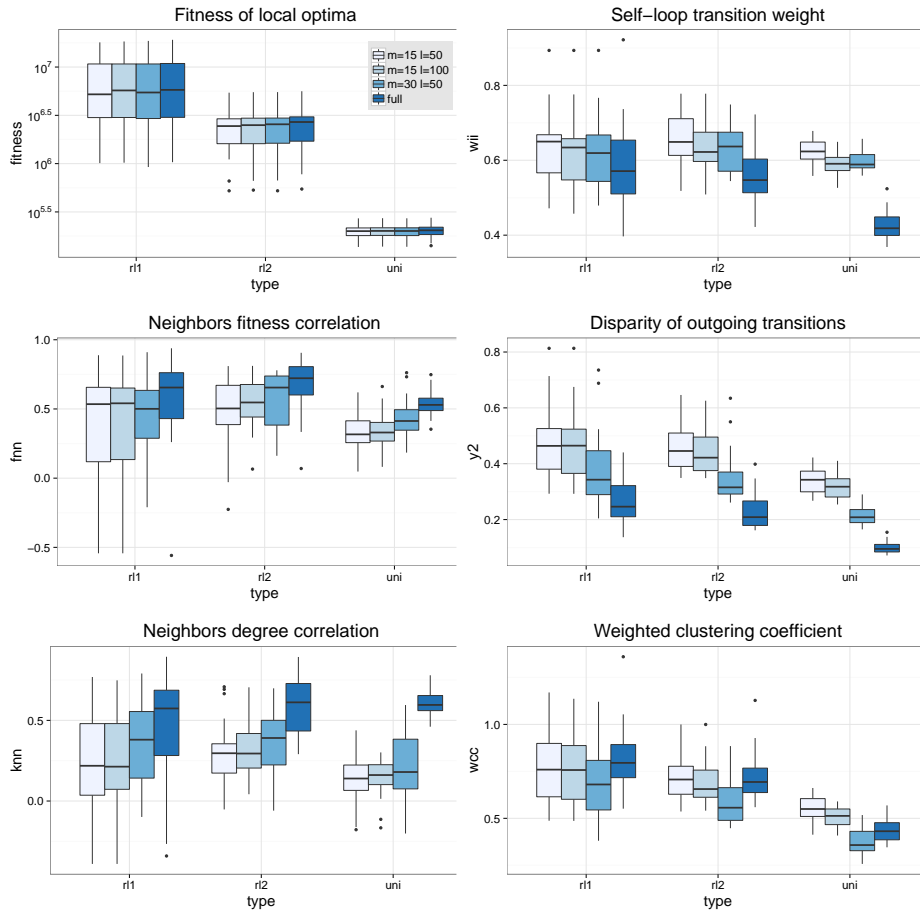 Fitness of local optima
10^7
10^6.5
10^6
10^5.5
fitness
m=15 l=50
m=15 l=100
m=30 l=50
full
rl1 rl2 uni
type
Self−loop transition weight
0.8
0.6
0.4
wii
rl1 rl2 uni
type
Neighbors fitness correlation
1.0
0.5
0.0
−0.5
fnn
rl1 rl2 uni
type
Disparity of outgoing transitions
0.8
0.6
0.4
0.2
y2
rl1 rl2 uni
type
Neighbors degree correlation
0.5
0.0
knn
rl1 rl2 uni
type
Weighted clustering coefficient
1.0
0.5
wcc
rl1 rl2 uni
type